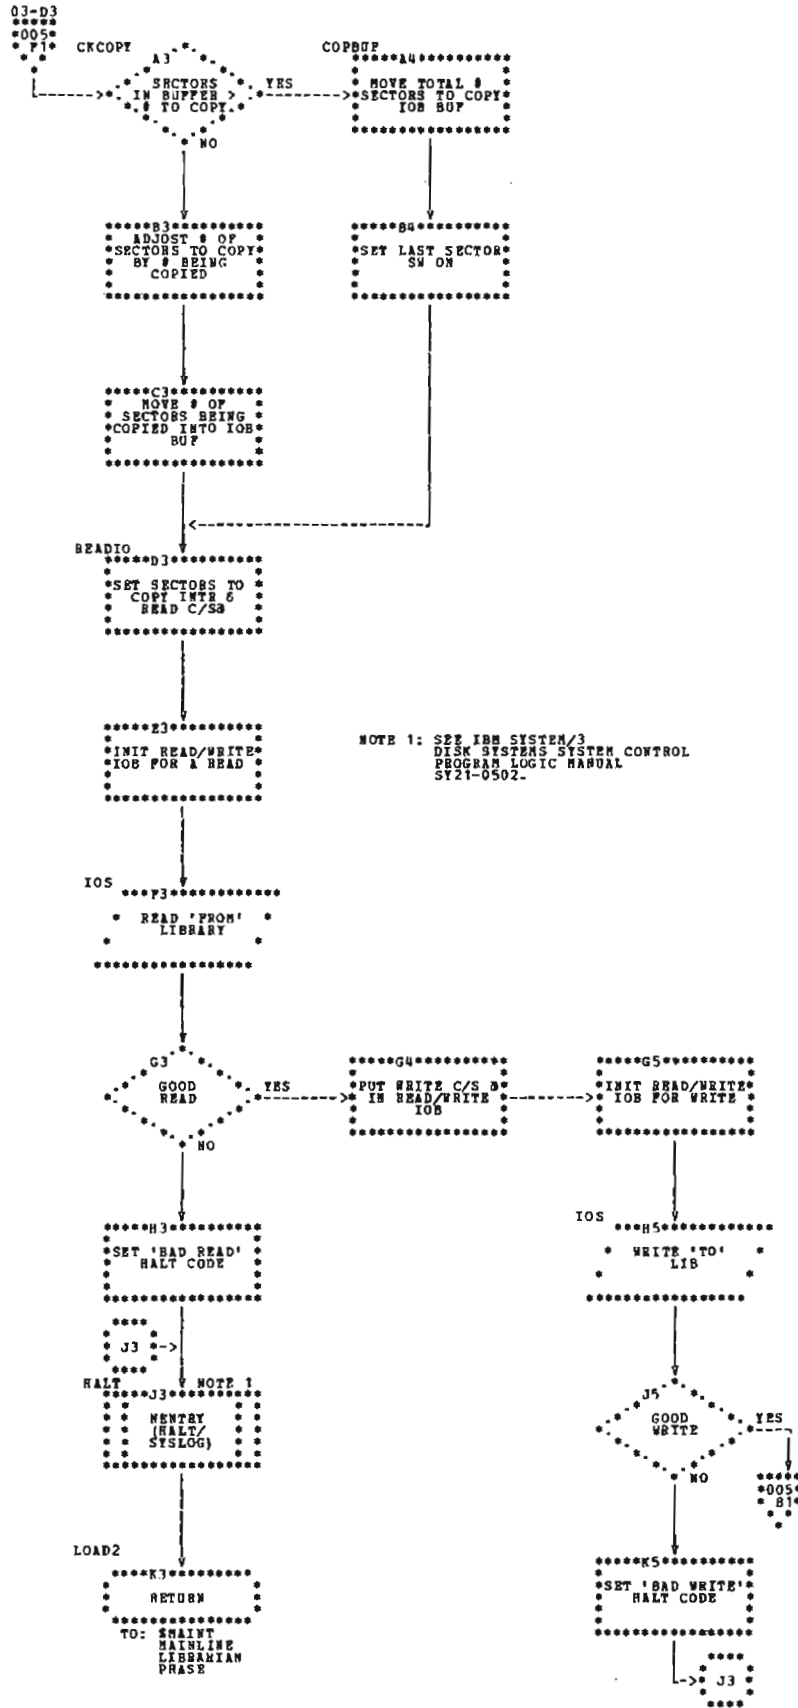 03-D3
*005*
* F1*
CKCOPY
A3
SECTORS
IN BUFFER >
# TO COPY
YES
NO
COPBUF
*****A4**********
MOVE TOTAL #
SECTORS TO COPY
IOB BUF
*****B3**********
ADJUST # OF
SECTORS TO COPY
BY # BEING
COPIED
*****B4**********
SET LAST SECTOR
SW ON
*****C3**********
MOVE # OF
SECTORS BEING
COPIED INTO IOB
BUF
READIO
*****D3**********
SET SECTORS TO
COPY INTR &
READ C/S@
*****E3**********
INIT READ/WRITE
IOB FOR A READ
NOTE 1: SEE IBM SYSTEM/3
DISK SYSTEMS SYSTEM CONTROL
PROGRAM LOGIC MANUAL
SY21-0502.
IOS
****F3***********
READ 'FROM'
LIBRARY
G3
GOOD
READ
YES
NO
*****G4**********
PUT WRITE C/S @
IN READ/WRITE
IOB
*****G5**********
INIT READ/WRITE
IOB FOR WRITE
*****H3**********
SET 'BAD READ'
HALT CODE
IOS
****H5***********
WRITE 'TO'
LIB
J3
HALT
NOTE 1
*****J3**********
NENTRY
(HALT/
SYSLOG)
J5
GOOD
WRITE
YES
NO
*005*
* B1*
LOAD2
****K3*********
RETURN
TO: $MAINT
MAINLINE
LIBRARIAN
PHASE
*****K5**********
SET 'BAD WRITE'
HALT CODE
J3